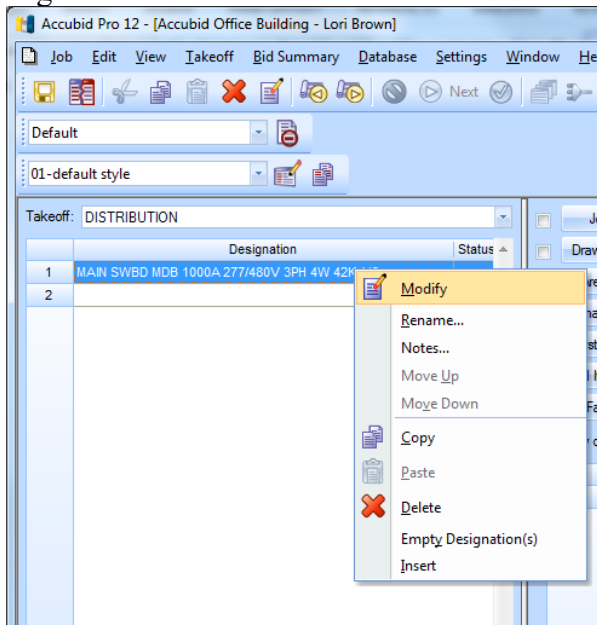 Accubid Pro 12 - [Accubid Office Building - Lori Brown]
Job Edit View Takeoff Bid Summary Database Settings Window
Next
Default
01-default style
Takeoff: DISTRIBUTION
Designation Status
1 MAIN SWBD MDB 1000A 277/480V 3PH 4W
2
Modify
Rename...
Notes...
Move Up
Move Down
Copy
Paste
Delete
Empty Designation(s)
Insert